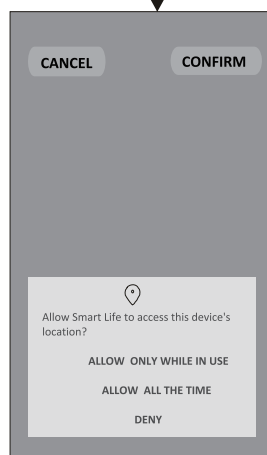 CANCEL
CONFIRM
Allow Smart Life to access this device's
location?
ALLOW ONLY WHILE IN USE
ALLOW ALL THE TIME
DENY